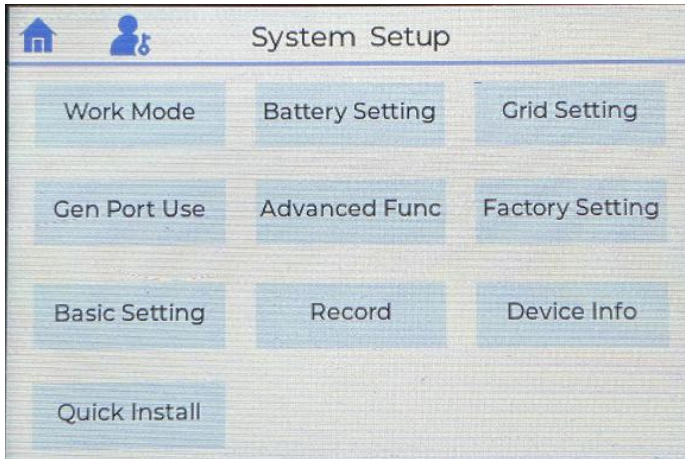 System Setup
Work Mode
Battery Setting
Grid Setting
Gen Port Use
Advanced Func
Factory Setting
Basic Setting
Record
Device Info
Quick Install